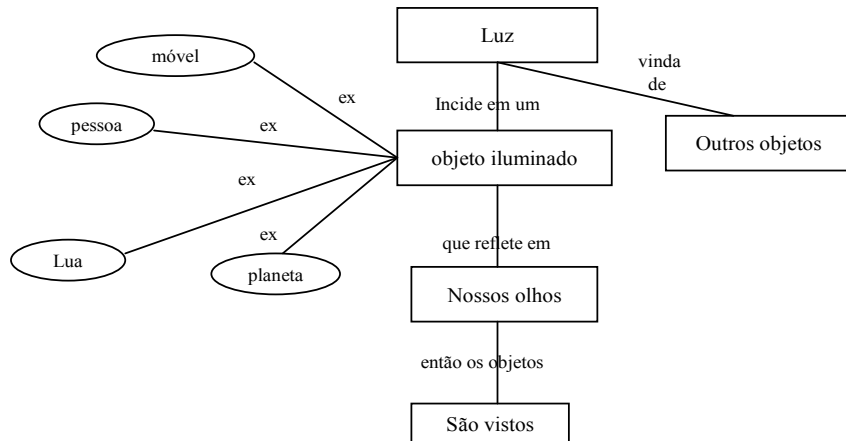 Luz
móvel
vinda
de
ex
Incide em um
pessoa
ex
objeto iluminado
Outros objetos
ex
ex
que reflete em
Lua
planeta
Nossos olhos
então os objetos
São vistos